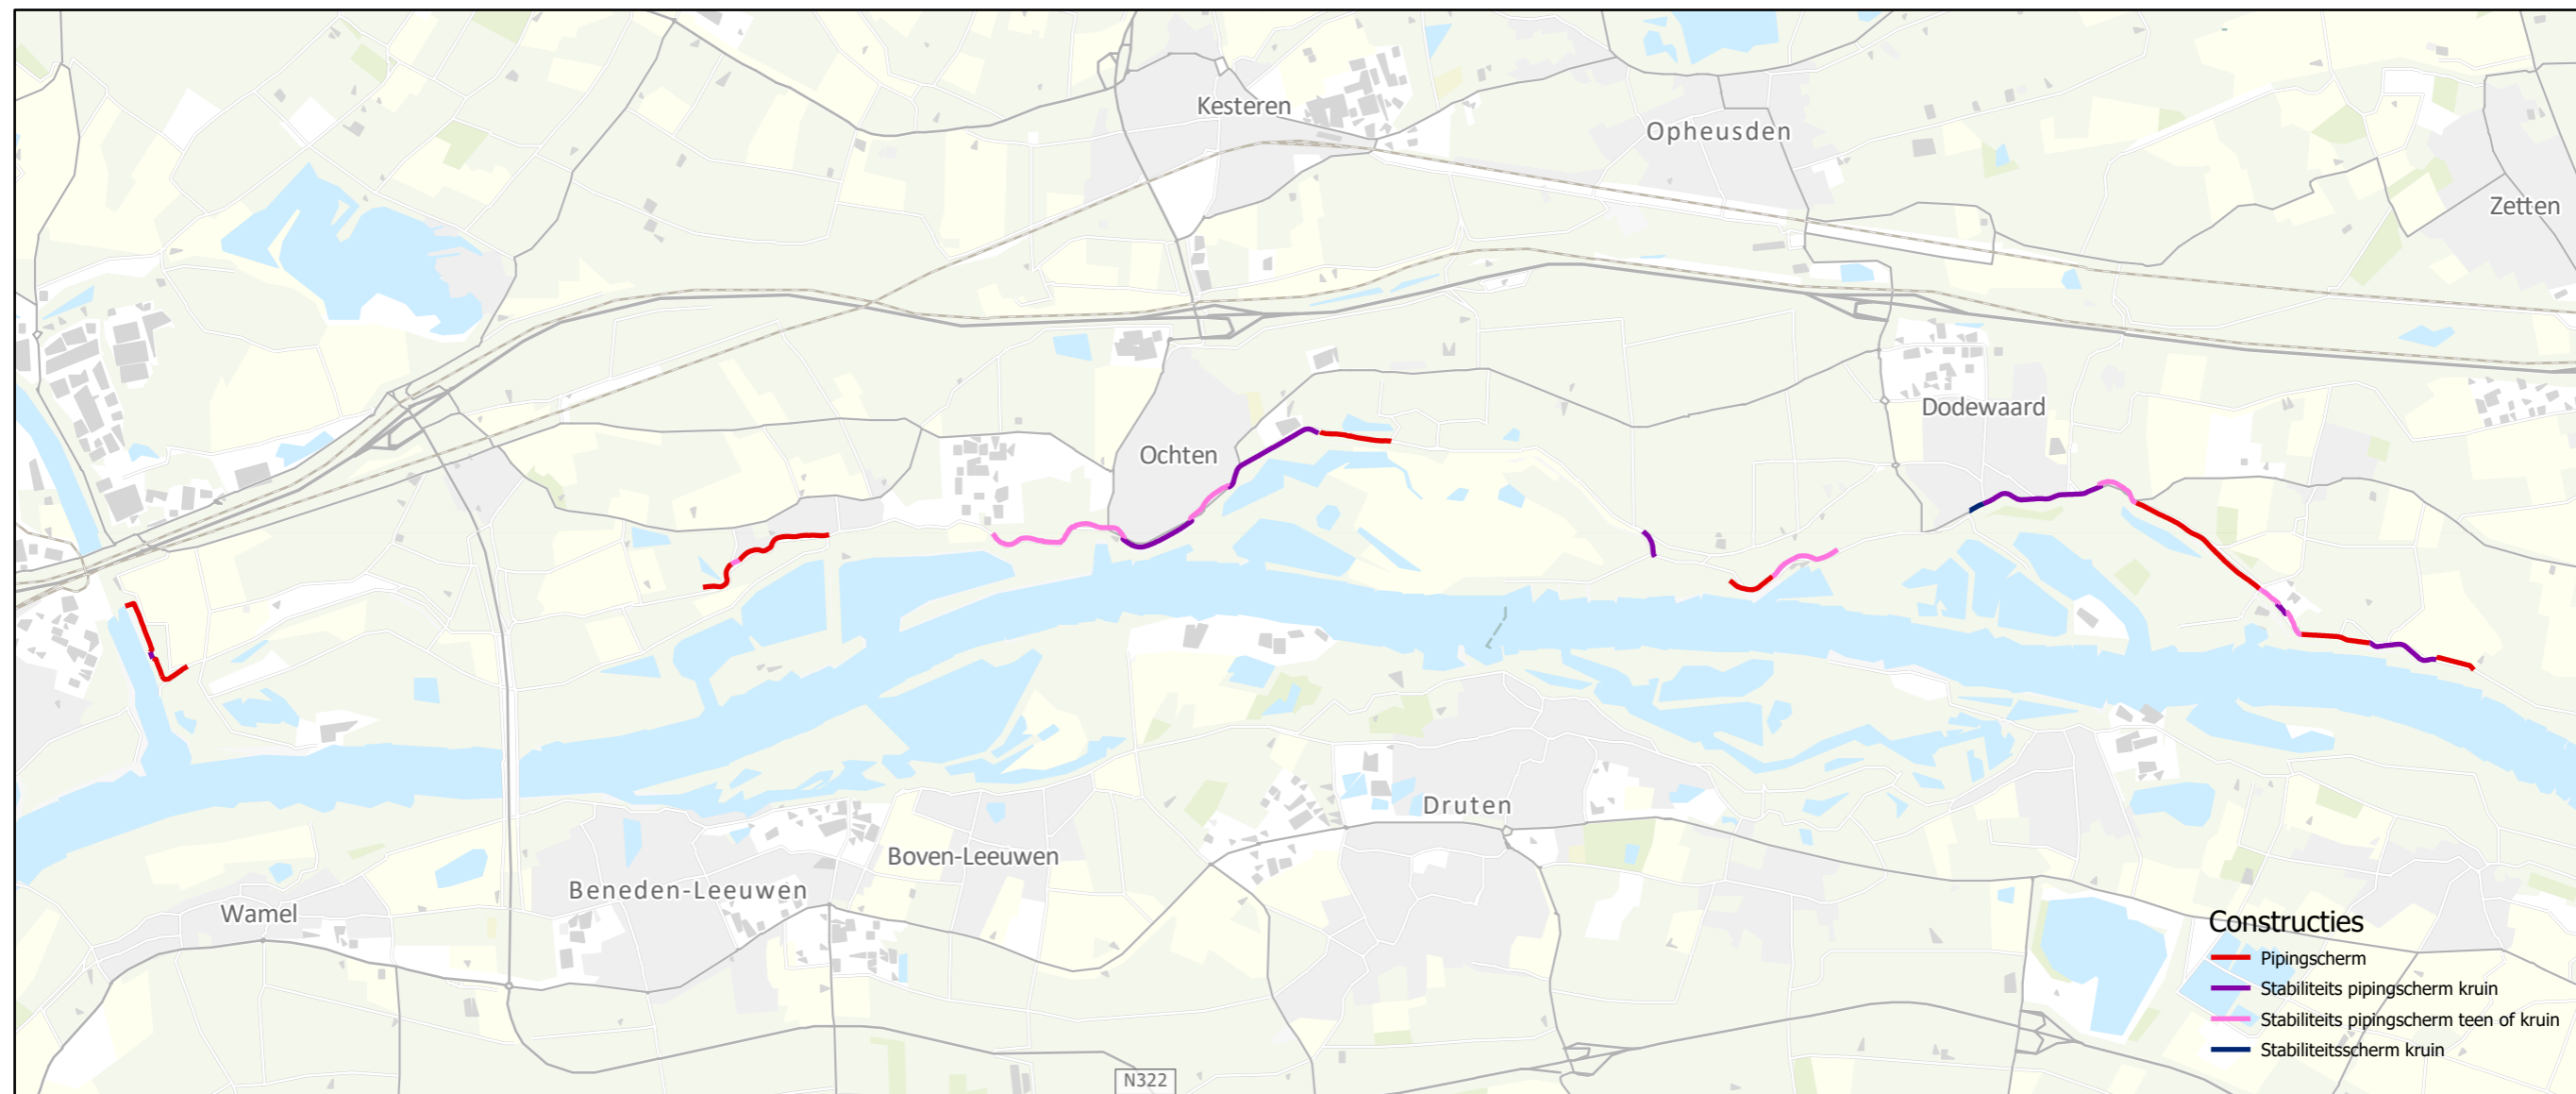 Kesteren
Opheusden
Zetten
Dodewaard
Ochten
Druten
Boven-Leeuwen
Beneden-Leeuwen
Wamel
N322
Constructies
Pipingscherm
Stabiliteits pipingscherm kruin
Stabiliteits pipingscherm teen of kruin
Stabiliteitsscherm kruin